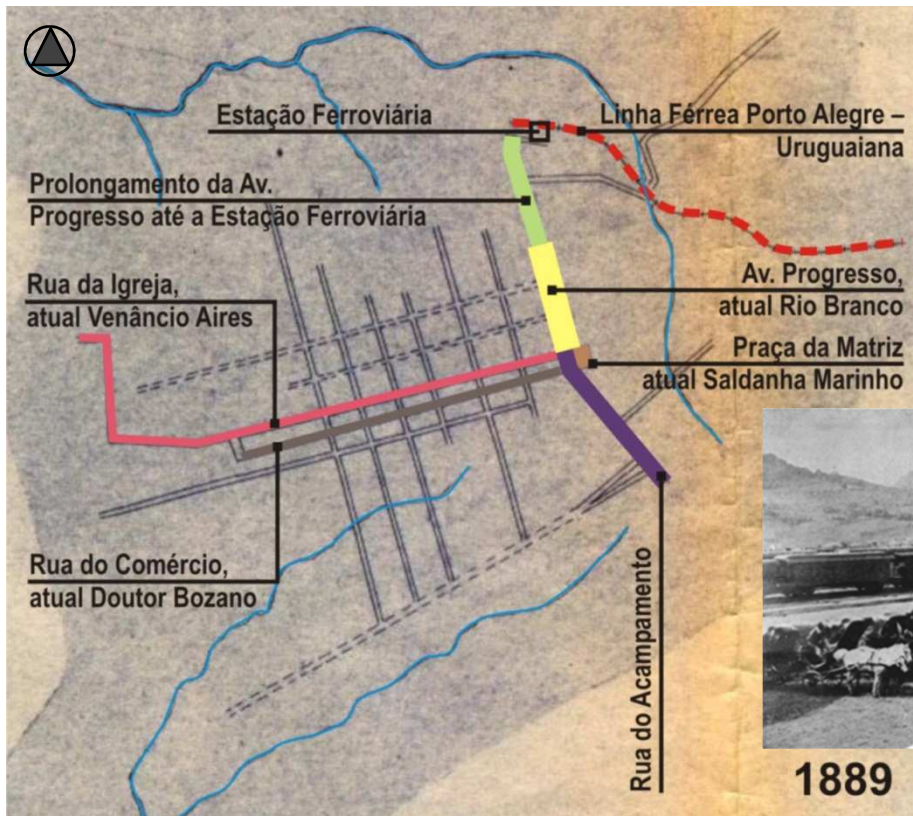 Estação Ferroviária
Linha Férrea Porto Alegre –
Uruguaiana
Prolongamento da Av.
Progresso até a Estação Ferroviária
Rua da Igreja,
atual Venâncio Aires
Av. Progresso,
atual Rio Branco
Praça da Matriz
atual Saldanha Marinho
Rua do Comércio,
atual Doutor Bozano
Rua do Acampamento
1889